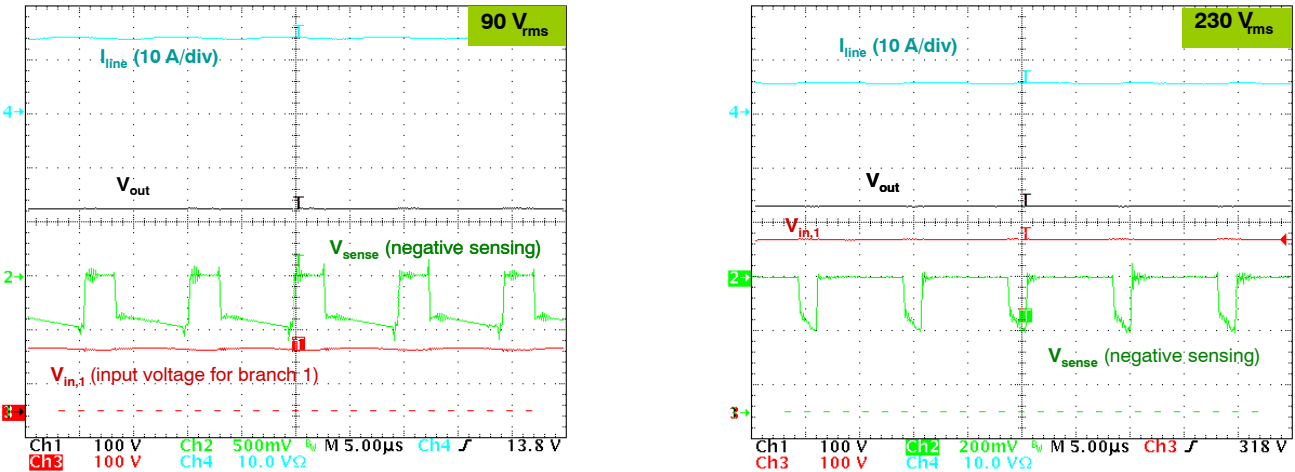 90 Vrms
T
Iline (10 A/div)
4→
Vout
T
Vsense (negative sensing)
T
2→
T
Vin,1 (input voltage for branch 1)
3→
Ch1 100 V Ch2 500mV BW M 5.00µs Ch4 13.8 V
Ch3 100 V Ch4 10.0 VΩ
230 Vrms
Iline (10 A/div)
T
4→
Vout
T
Vin,1
T
2→
T
Vsense (negative sensing)
3→
Ch1 100 V Ch2 200mV BW M 5.00µs Ch3 318 V
Ch3 100 V Ch4 10.0 VΩ